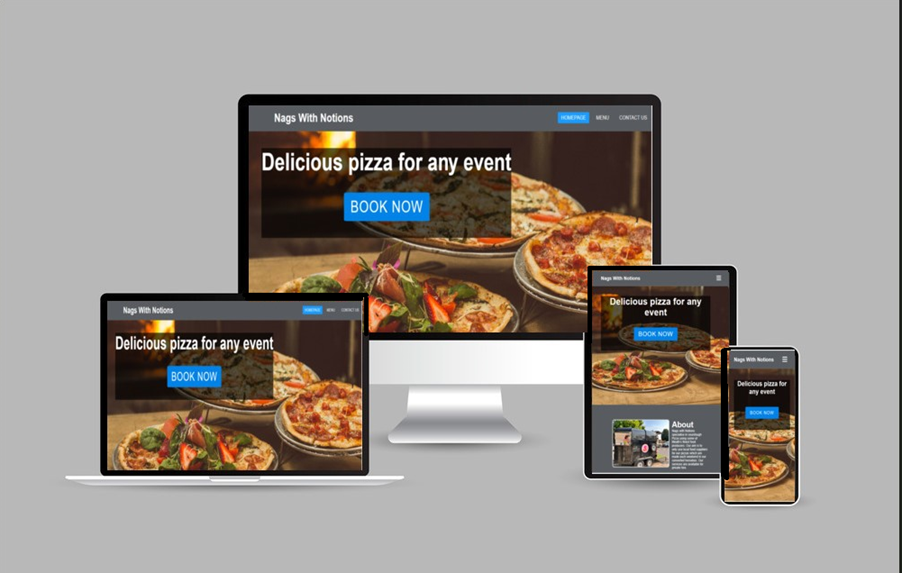 Nags With Notions
HOMEPAGE MENU CONTACT US
Delicious pizza for any event
BOOK NOW
Nags With Notions
HOMEPAGE MENU CONTACT US
Delicious pizza for any event
BOOK NOW
Nags With Notions
Delicious pizza for any
event
BOOK NOW
About
Nags With Notions
Delicious pizza for
any event
BOOK NOW